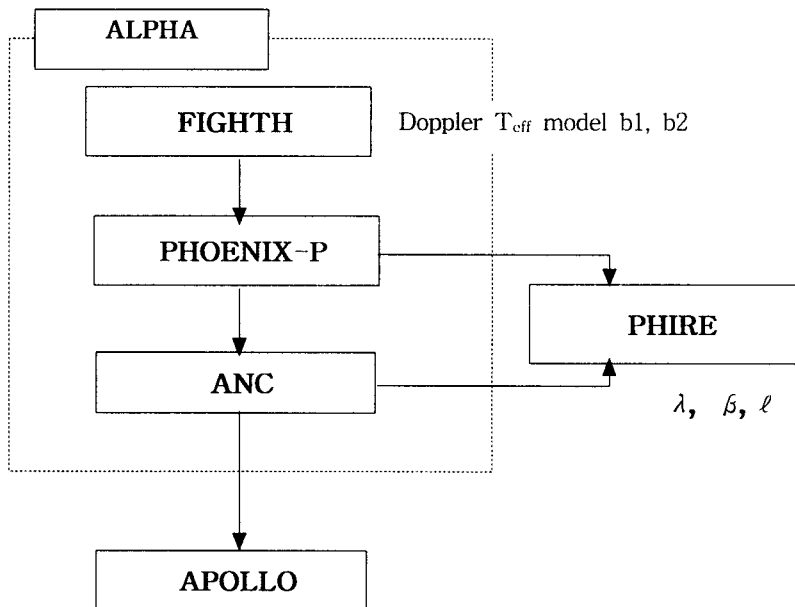 ALPHA
FIGHTH
Doppler Teff model b1, b2
PHOENIX-P
PHIRE
ANC
λ, β, ℓ
APOLLO